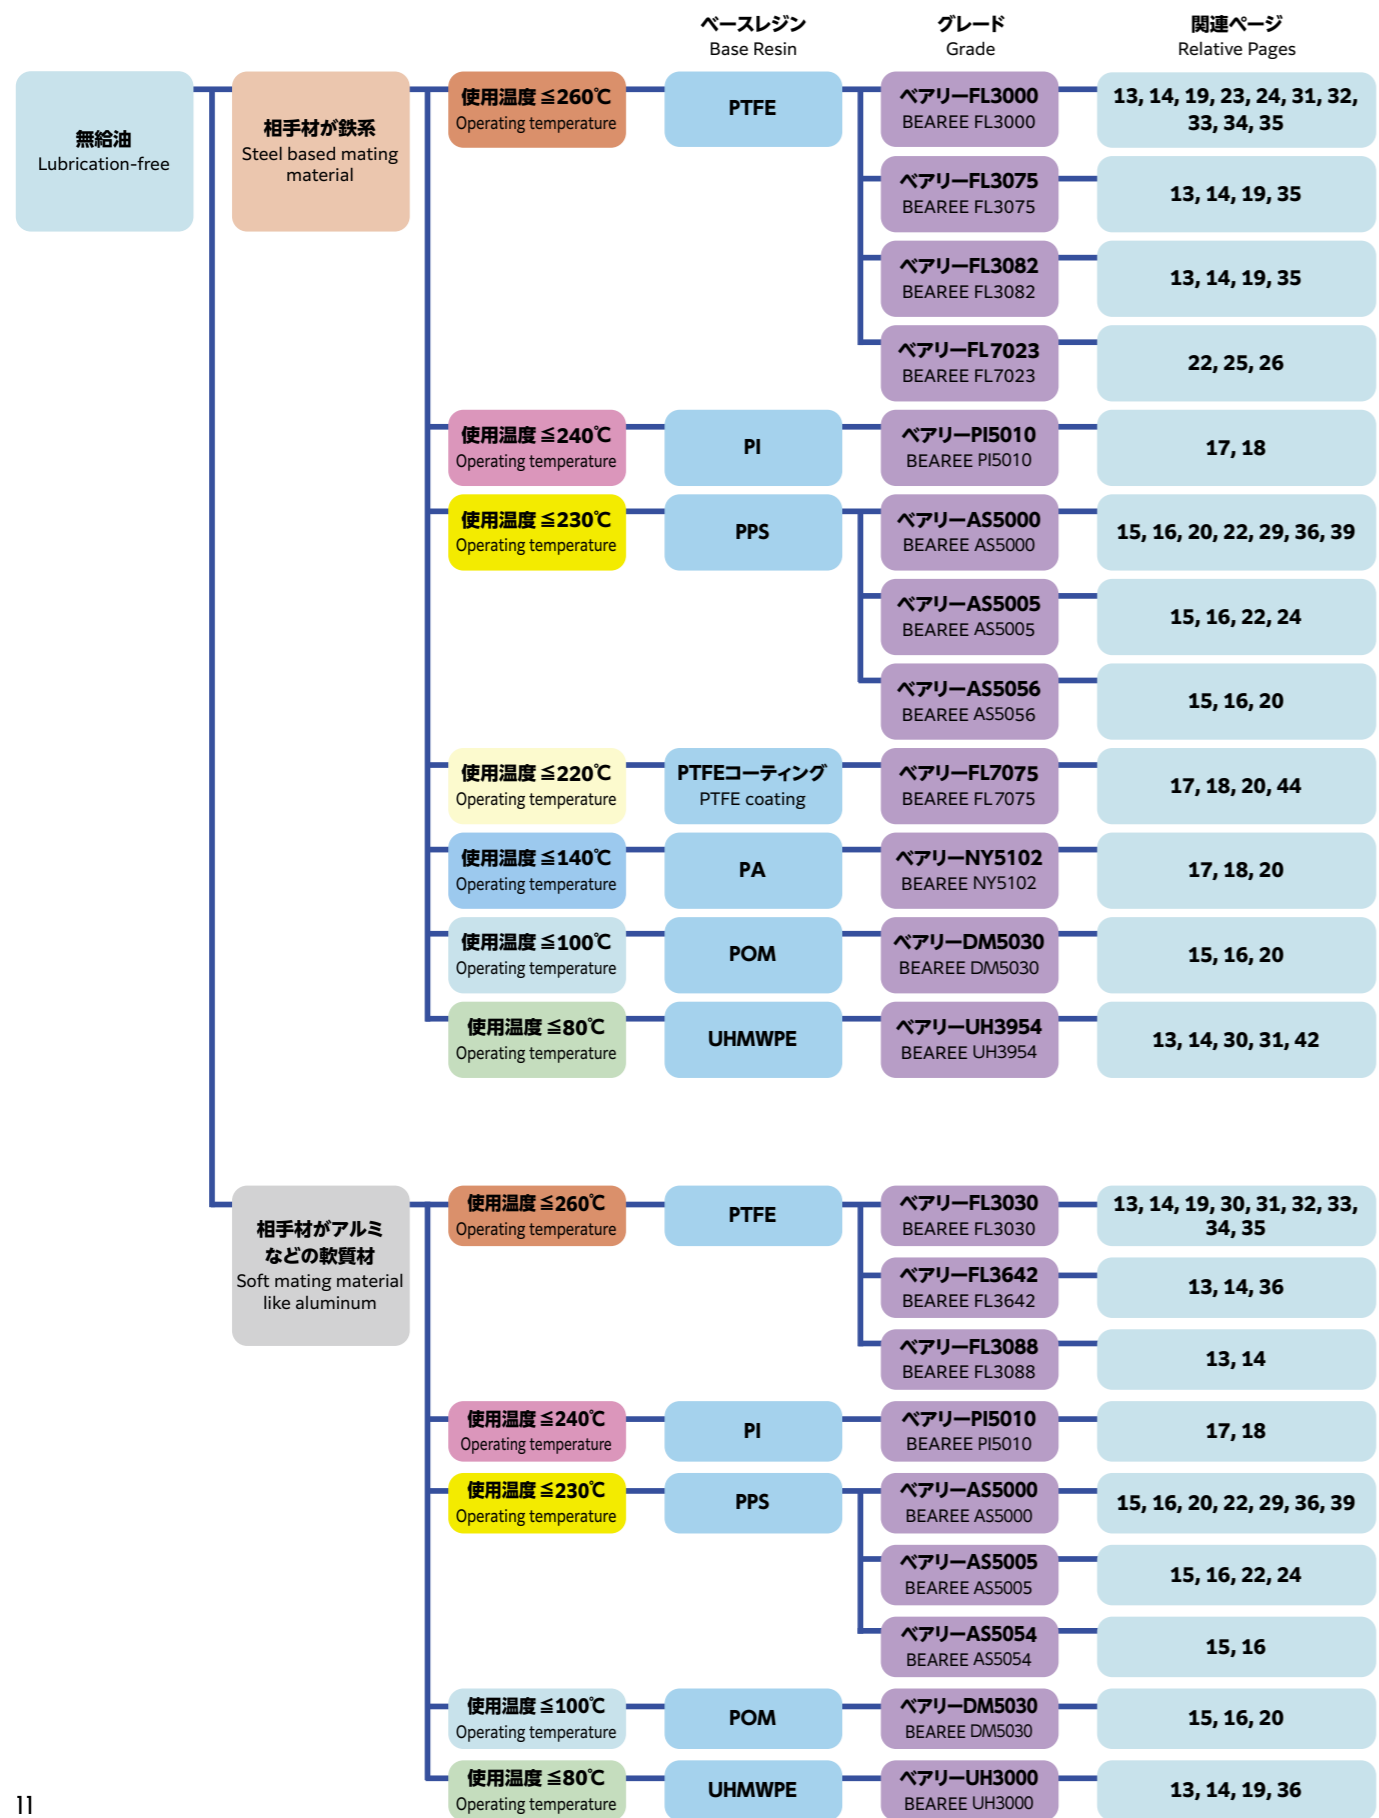 ベースレジン
Base Resin
グレード
Grade
関連ページ
Relative Pages
無給油
Lubrication-free
相手材が鉄系
Steel based mating
material
使用温度 ≦260℃
Operating temperature
PTFE
ベアリーFL3000
BEAREE FL3000
13, 14, 19, 23, 24, 31, 32,
33, 34, 35
ベアリーFL3075
BEAREE FL3075
13, 14, 19, 35
ベアリーFL3082
BEAREE FL3082
13, 14, 19, 35
ベアリーFL7023
BEAREE FL7023
22, 25, 26
使用温度 ≦240℃
Operating temperature
PI
ベアリーPI5010
BEAREE PI5010
17, 18
使用温度 ≦230℃
Operating temperature
PPS
ベアリーAS5000
BEAREE AS5000
15, 16, 20, 22, 29, 36, 39
ベアリーAS5005
BEAREE AS5005
15, 16, 22, 24
ベアリーAS5056
BEAREE AS5056
15, 16, 20
使用温度 ≦220℃
Operating temperature
PTFEコーティング
PTFE coating
ベアリーFL7075
BEAREE FL7075
17, 18, 20, 44
使用温度 ≦140℃
Operating temperature
PA
ベアリーNY5102
BEAREE NY5102
17, 18, 20
使用温度 ≦100℃
Operating temperature
POM
ベアリーDM5030
BEAREE DM5030
15, 16, 20
使用温度 ≦80℃
Operating temperature
UHMWPE
ベアリーUH3954
BEAREE UH3954
13, 14, 30, 31, 42
相手材がアルミ
などの軟質材
Soft mating material
like aluminum
使用温度 ≦260℃
Operating temperature
PTFE
ベアリーFL3030
BEAREE FL3030
13, 14, 19, 30, 31, 32, 33,
34, 35
ベアリーFL3642
BEAREE FL3642
13, 14, 36
ベアリーFL3088
BEAREE FL3088
13, 14
使用温度 ≦240℃
Operating temperature
PI
ベアリーPI5010
BEAREE PI5010
17, 18
使用温度 ≦230℃
Operating temperature
PPS
ベアリーAS5000
BEAREE AS5000
15, 16, 20, 22, 29, 36, 39
ベアリーAS5005
BEAREE AS5005
15, 16, 22, 24
ベアリーAS5054
BEAREE AS5054
15, 16
使用温度 ≦100℃
Operating temperature
POM
ベアリーDM5030
BEAREE DM5030
15, 16, 20
使用温度 ≦80℃
Operating temperature
UHMWPE
ベアリーUH3000
BEAREE UH3000
13, 14, 19, 36
11